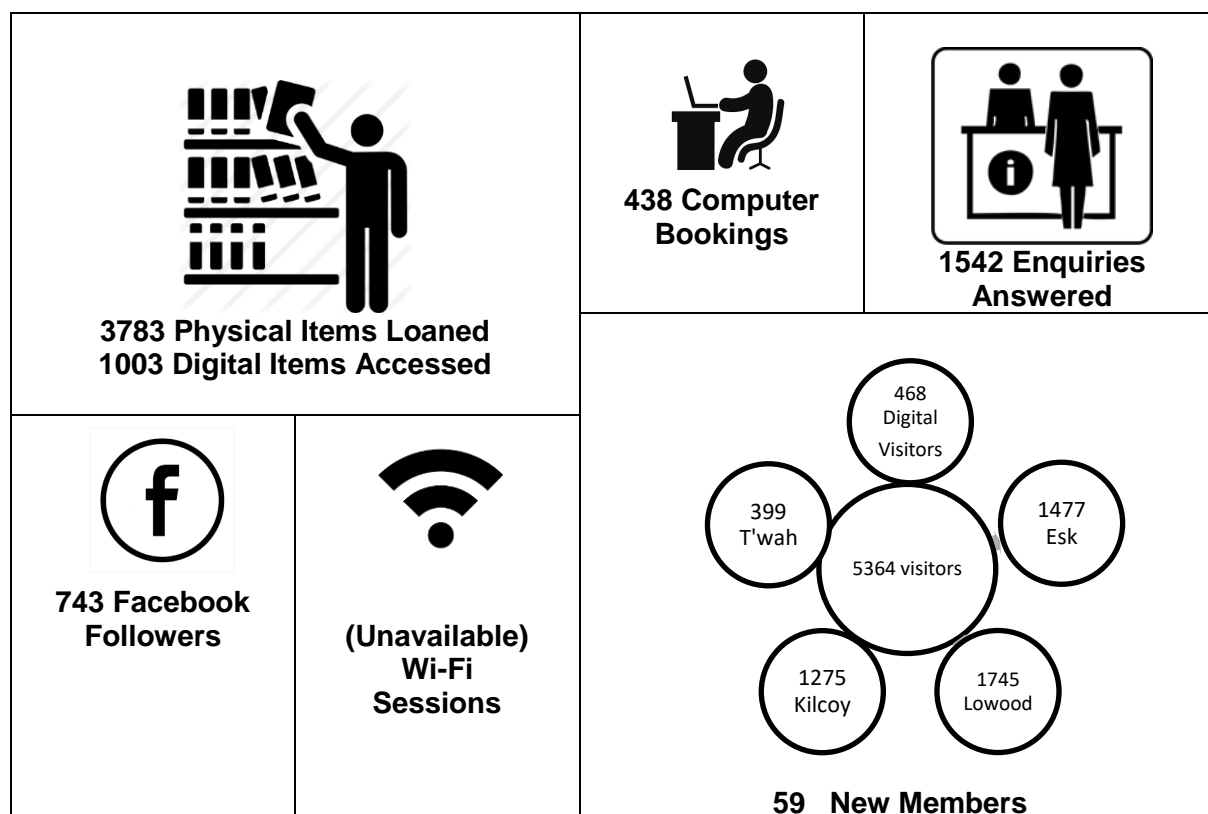 3783 Physical Items Loaned
1003 Digital Items Accessed
438 Computer
Bookings
i
1542 Enquiries
Answered
f
743 Facebook
Followers
(Unavailable)
Wi-Fi
Sessions
468
Digital
Visitors
399
T'wah
1477
Esk
5364 visitors
1275
Kilcoy
1745
Lowood
59 New Members